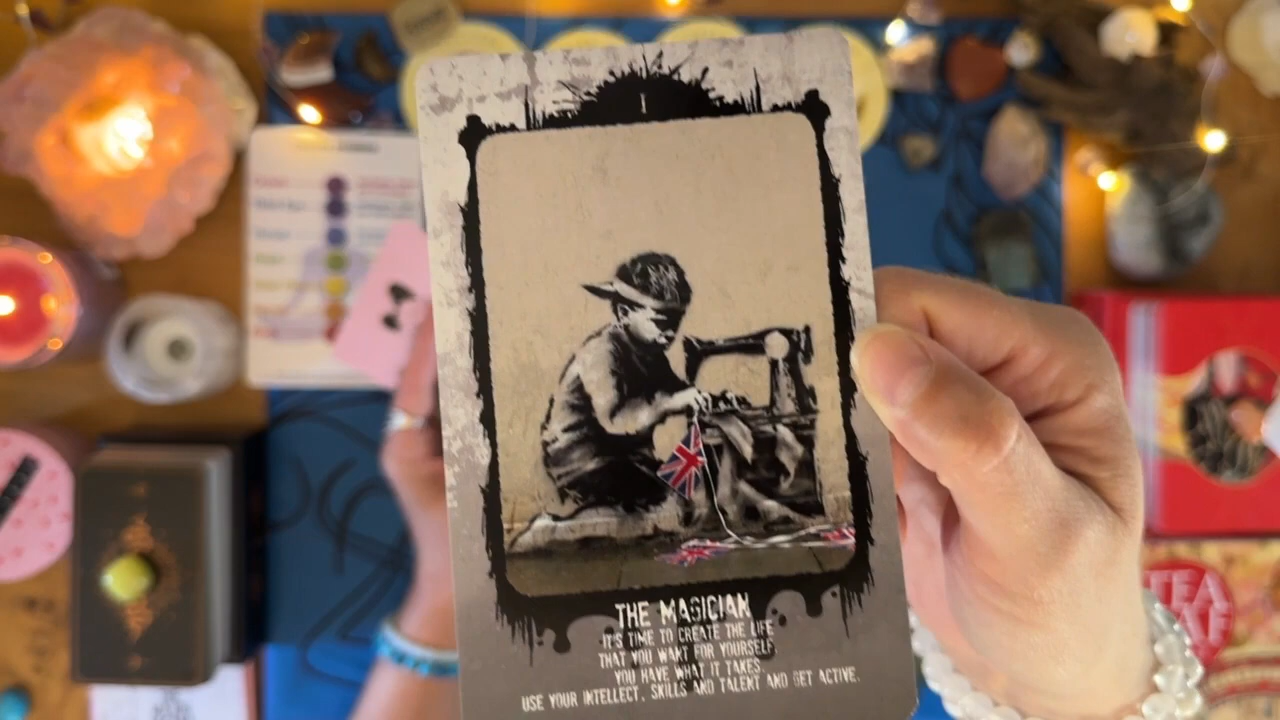 I
THE MAGICIAN
IT'S TIME TO CREATE THE LIFE
THAT YOU WANT FOR YOURSELF.
YOU HAVE WHAT IT TAKES.
USE YOUR INTELLECT, SKILLS AND TALENT AND GET ACTIVE.
TEA